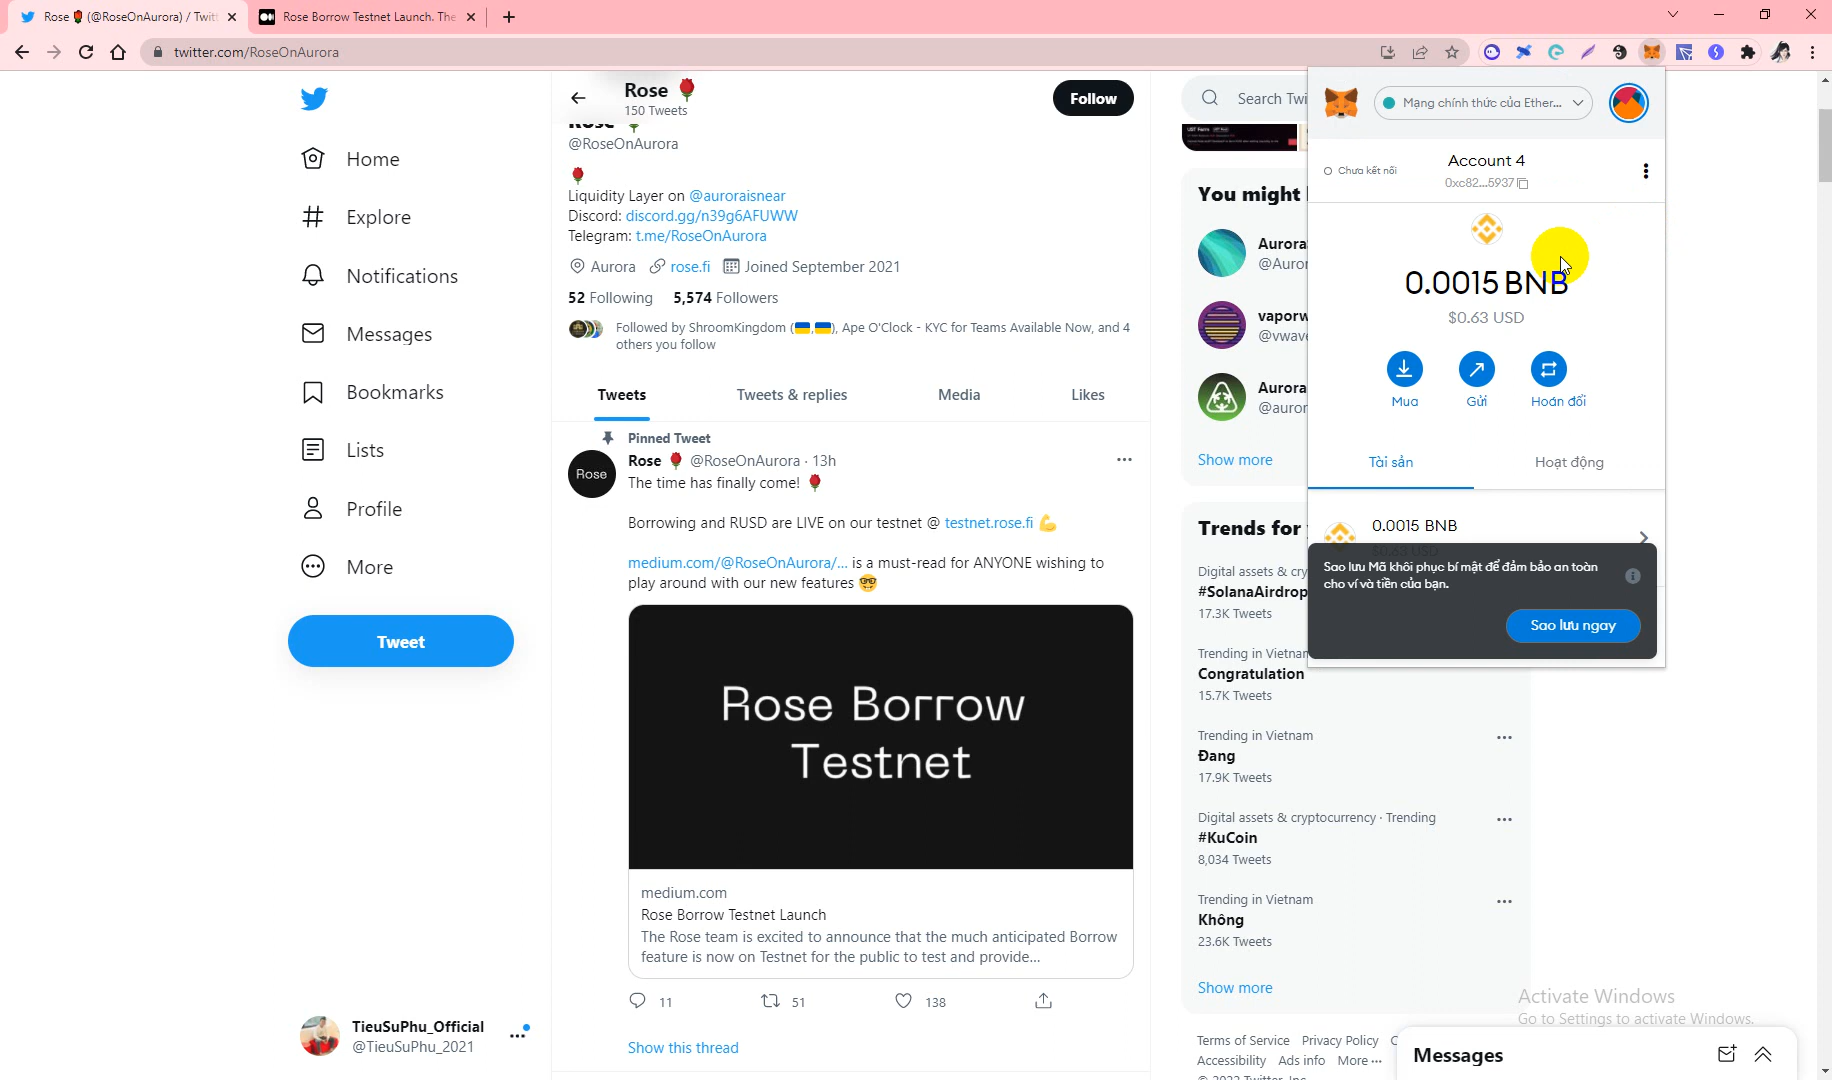 Rose 🌹 (@RoseOnAurora) / Twitt
Rose Borrow Testnet Launch. The
twitter.com/RoseOnAurora
Home
Explore
Notifications
Messages
Bookmarks
Lists
Profile
More
Tweet
TieuSuPhu_Official
@TieuSuPhu_2021
Rose 🌹
150 Tweets
Follow
@RoseOnAurora
🌹
Liquidity Layer on @auroraisnear
Discord: discord.gg/n39g6AFUWW
Telegram: t.me/RoseOnAurora
Aurora rose.fi Joined September 2021
52 Following 5,574 Followers
Followed by ShroomKingdom (🇺🇦,🇺🇦), Ape O'Clock - KYC for Teams Available Now, and 4
others you follow
Tweets Tweets & replies Media Likes
Pinned Tweet
Rose 🌹 @RoseOnAurora · 13h
The time has finally come! 🌹
Borrowing and RUSD are LIVE on our testnet @ testnet.rose.fi 💪
medium.com/@RoseOnAurora/... is a must-read for ANYONE wishing to
play around with our new features 🤓
Rose
Rose Borrow
Testnet
medium.com
Rose Borrow Testnet Launch
The Rose team is excited to announce that the much anticipated Borrow
feature is now on Testnet for the public to test and provide...
11 51 138
Show this thread
Search Twi
You might
Aurora
@Auror
vaporw
@vwave
Aurora
@auror
Show more
Trends for
Digital assets & cry
#SolanaAirdrop
17.3K Tweets
Trending in Vietnam
Congratulation
15.7K Tweets
Trending in Vietnam
Đang
17.9K Tweets
Digital assets & cryptocurrency · Trending
#KuCoin
8,034 Tweets
Trending in Vietnam
Không
23.6K Tweets
Show more
Terms of Service Privacy Policy C
Accessibility Ads info More ...
© 2022 Twitter, Inc.
Mạng chính thức của Ether...
Chưa kết nối
Account 4
0xc82...5937
0.0015 BNB
$0.63 USD
Mua Gửi Hoán đổi
Tài sản Hoạt động
0.0015 BNB
$0.63 USD
Sao lưu Mã khôi phục bí mật để đảm bảo an toàn
cho ví và tiền của bạn.
Sao lưu ngay
Activate Windows
Go to Settings to activate Windows.
Messages